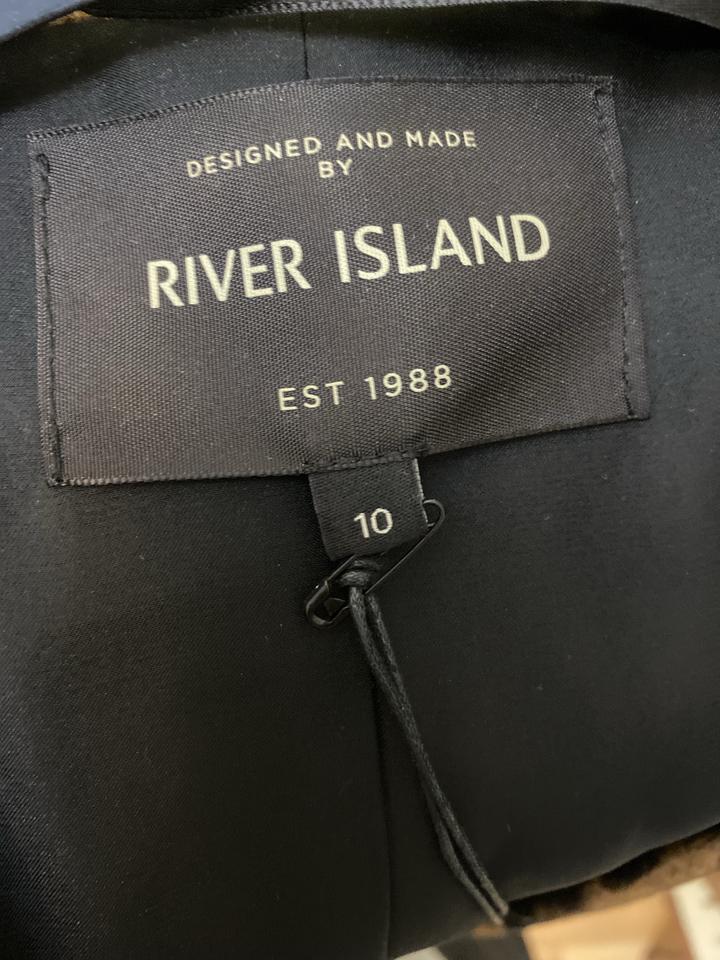 DESIGNED AND MADE
BY
RIVER ISLAND
EST 1988
10